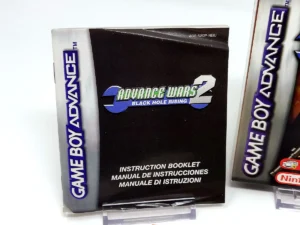 GAME BOY ADVANCE
ADVANCE WARS 2
BLACK HOLE RISING
INSTRUCTION BOOKLET
MANUAL DE INSTRUCCIONES
MANUALE DI ISTRUZIONI
GAME BOY ADVANCE